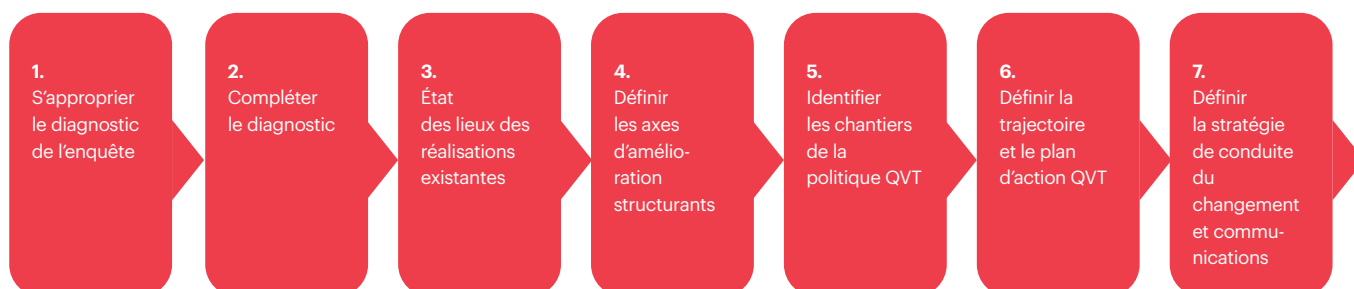 1.
S’approprier
le diagnostic
de l’enquête
2.
Compléter
le diagnostic
3.
État
des lieux des
réalisations
existantes
4.
Définir
les axes
d’amélio-
ration
structurants
5.
Identifier
les chantiers
de la
politique QVT
6.
Définir la
trajectoire
et le plan
d’action QVT
7.
Définir
la stratégie
de conduite
du
changement
et commu-
nications